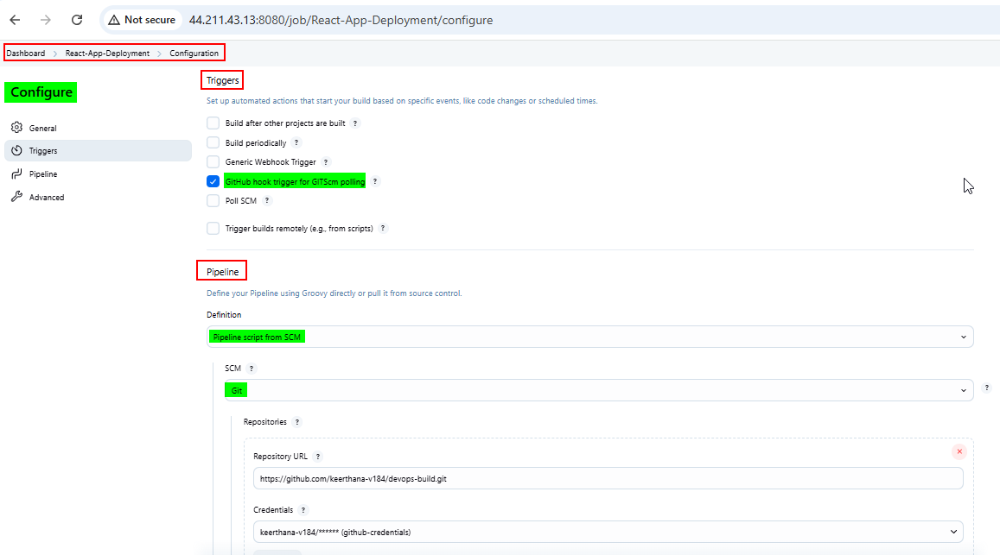 Not secure 44.211.43.13:8080/job/React-App-Deployment/configure
Dashboard > React-App-Deployment > Configuration
Configure
General
Triggers
Pipeline
Advanced
Triggers
Set up automated actions that start your build based on specific events, like code changes or scheduled times.
Build after other projects are built ?
Build periodically ?
Generic Webhook Trigger ?
GitHub hook trigger for GITScm polling ?
Poll SCM ?
Trigger builds remotely (e.g., from scripts) ?
Pipeline
Define your Pipeline using Groovy directly or pull it from source control.
Definition
Pipeline script from SCM
SCM ?
Git
?
Repositories ?
Repository URL ?
https://github.com/keerthana-v184/devops-build.git
Credentials ?
keerthana-v184/****** (github-credentials)